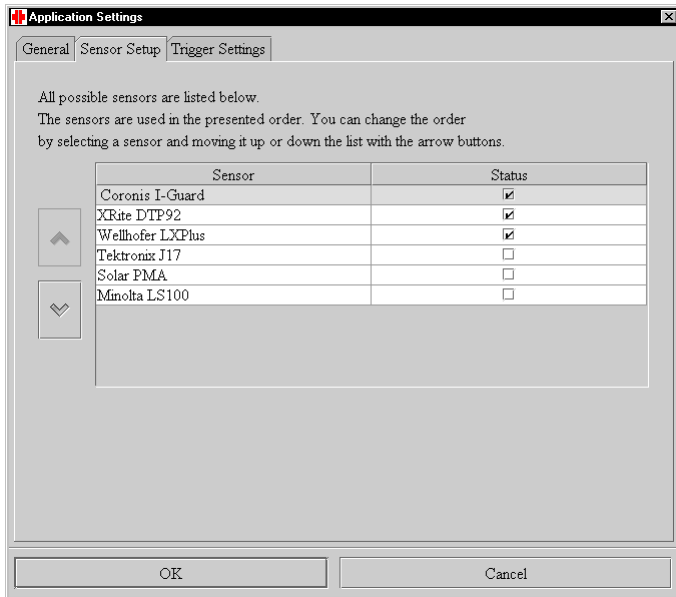 Application Settings
General Sensor Setup Trigger Settings
All possible sensors are listed below.
The sensors are used in the presented order. You can change the order
by selecting a sensor and moving it up or down the list with the arrow buttons.
Sensor Status
Coronis I-Guard
XRite DTP92
Wellhofer LXPlus
Tektronix J17
Solar PMA
Minolta LS100
OK Cancel